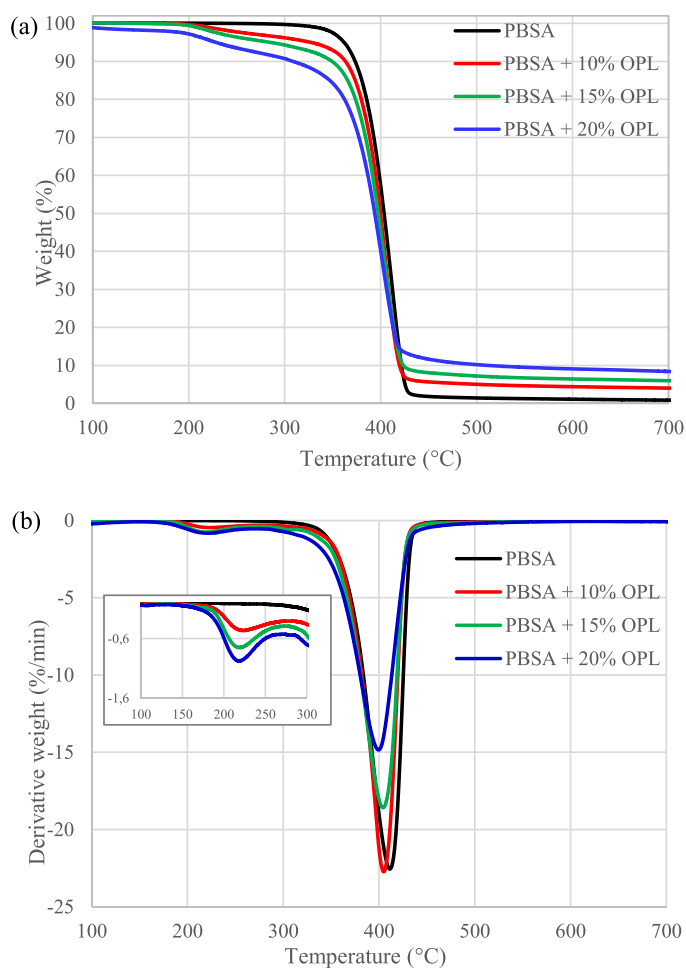 (a)
100
90
80
70
60
50
40
30
20
10
0
Weight (%)
PBSA
PBSA + 10% OPL
PBSA + 15% OPL
PBSA + 20% OPL
100 200 300 400 500 600 700
Temperature (°C)
(b)
0
-5
-10
-15
-20
-25
Derivative weight (%/min)
PBSA
PBSA + 10% OPL
PBSA + 15% OPL
PBSA + 20% OPL
-0,6
-1,6
100 150 200 250 300
100 200 300 400 500 600 700
Temperature (°C)